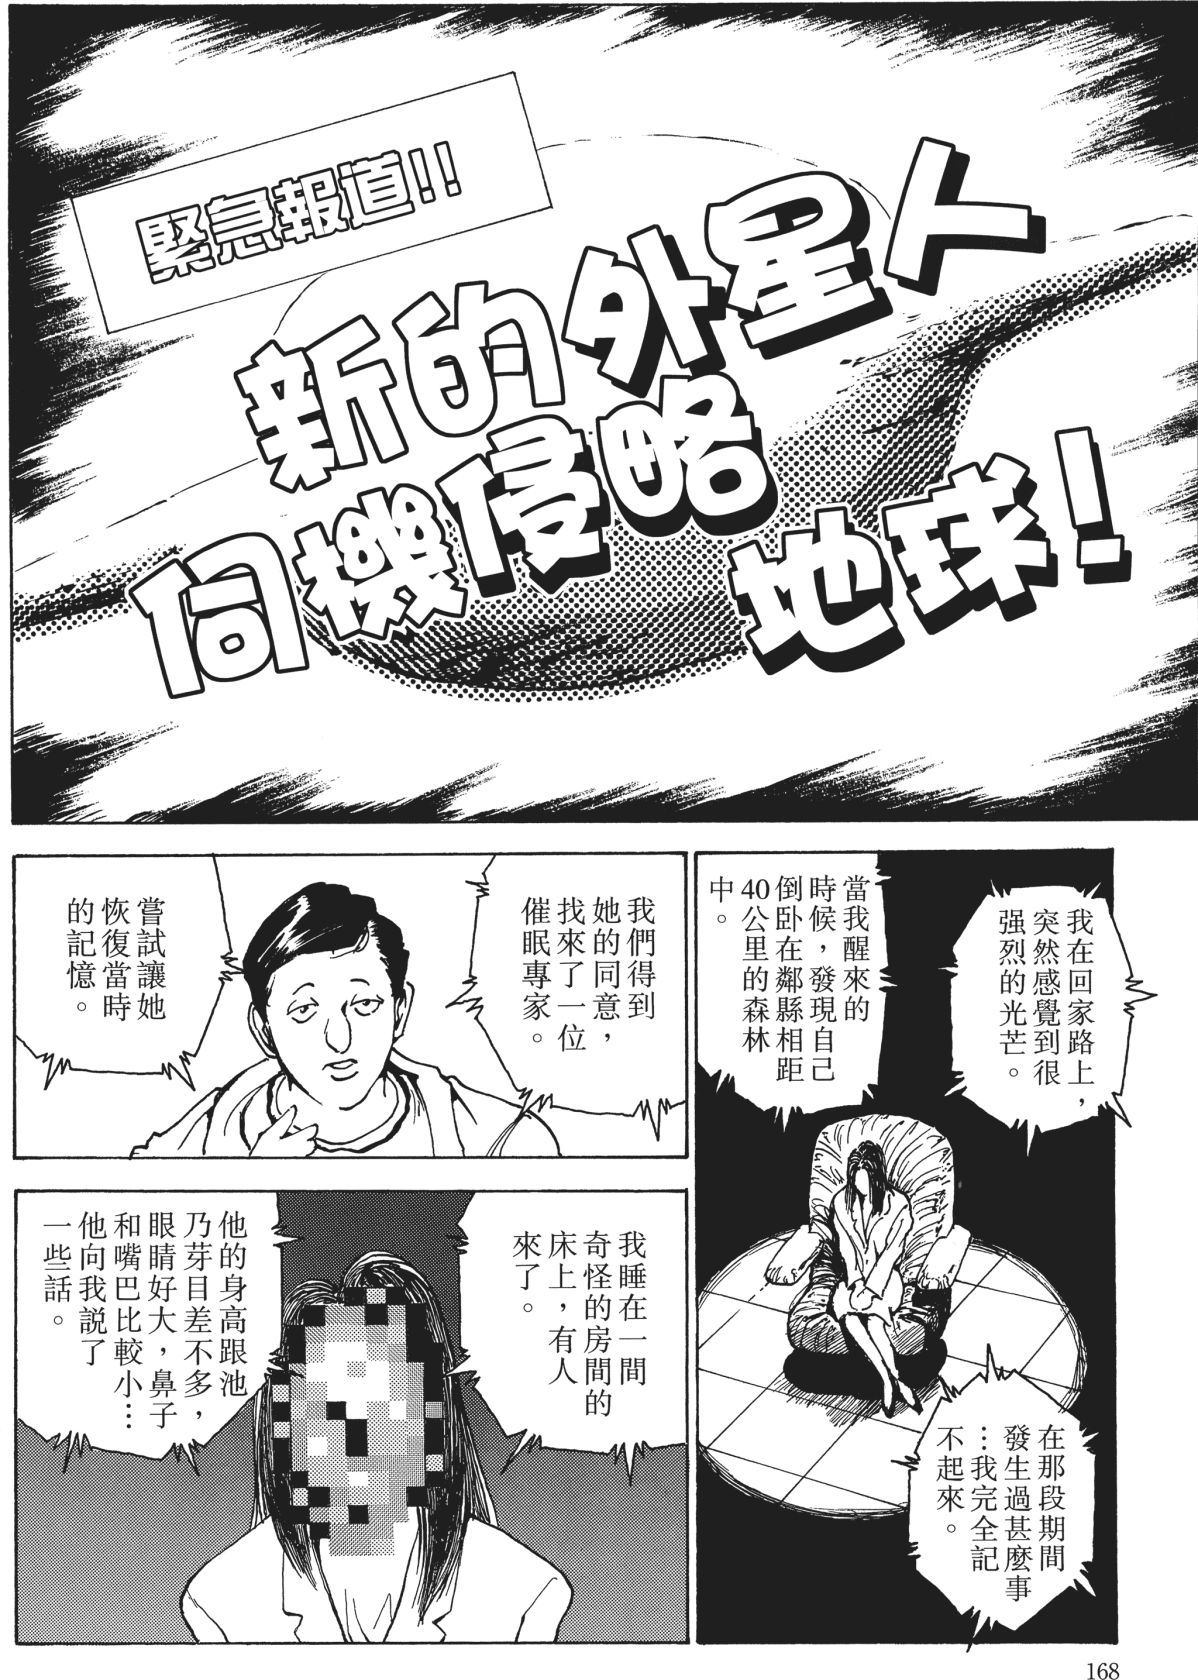 緊急報道!!
新的外星人
伺機侵略
地球！
我在回家路上，
突然感覺到很
强烈的光芒。
當我醒來的
時候，發現自己
倒卧在鄰縣相距
40公里的森林
中。
在那段期間
發生過甚麼事
…我完全記
不起來。
我們得到
她的同意，
找來了一位
催眠專家。
嘗試讓她
恢復當時
的記憶。
我睡在一間
奇怪的房間的
床上，有人
來了。
他的身高跟池
乃芽目差不多，
眼睛好大，鼻子
和嘴巴比較小…
他向我説了
一些話。
168